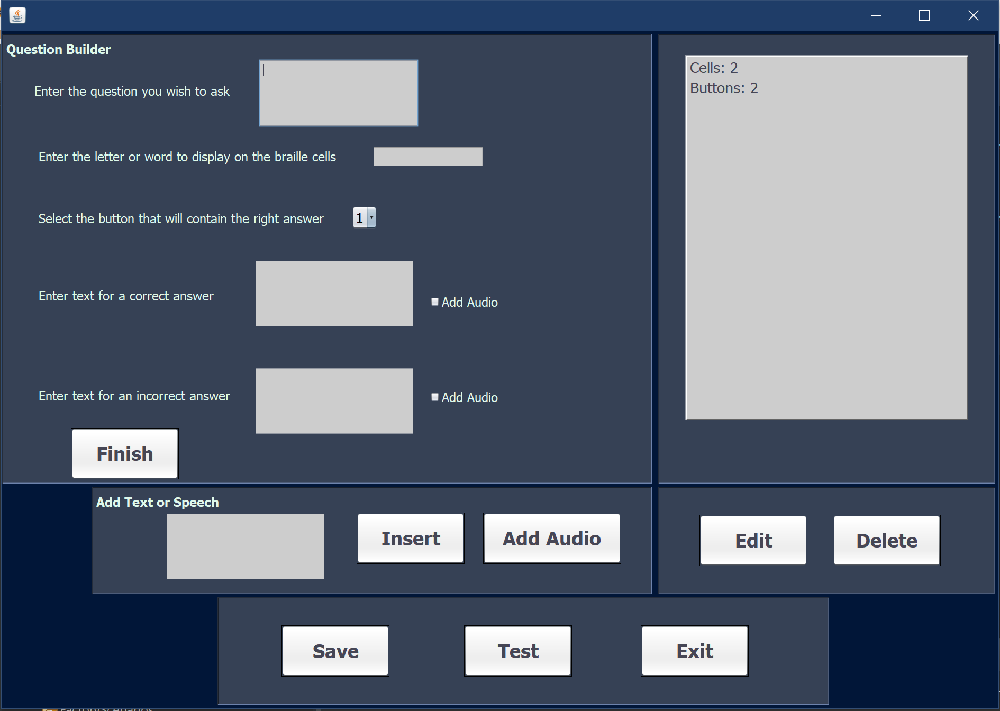 Question Builder
Enter the question you wish to ask
Enter the letter or word to display on the braille cells
Select the button that will contain the right answer
1
Enter text for a correct answer
Add Audio
Enter text for an incorrect answer
Add Audio
Finish
Cells: 2
Buttons: 2
Add Text or Speech
Insert
Add Audio
Edit
Delete
Save
Test
Exit
FactoryScenarios